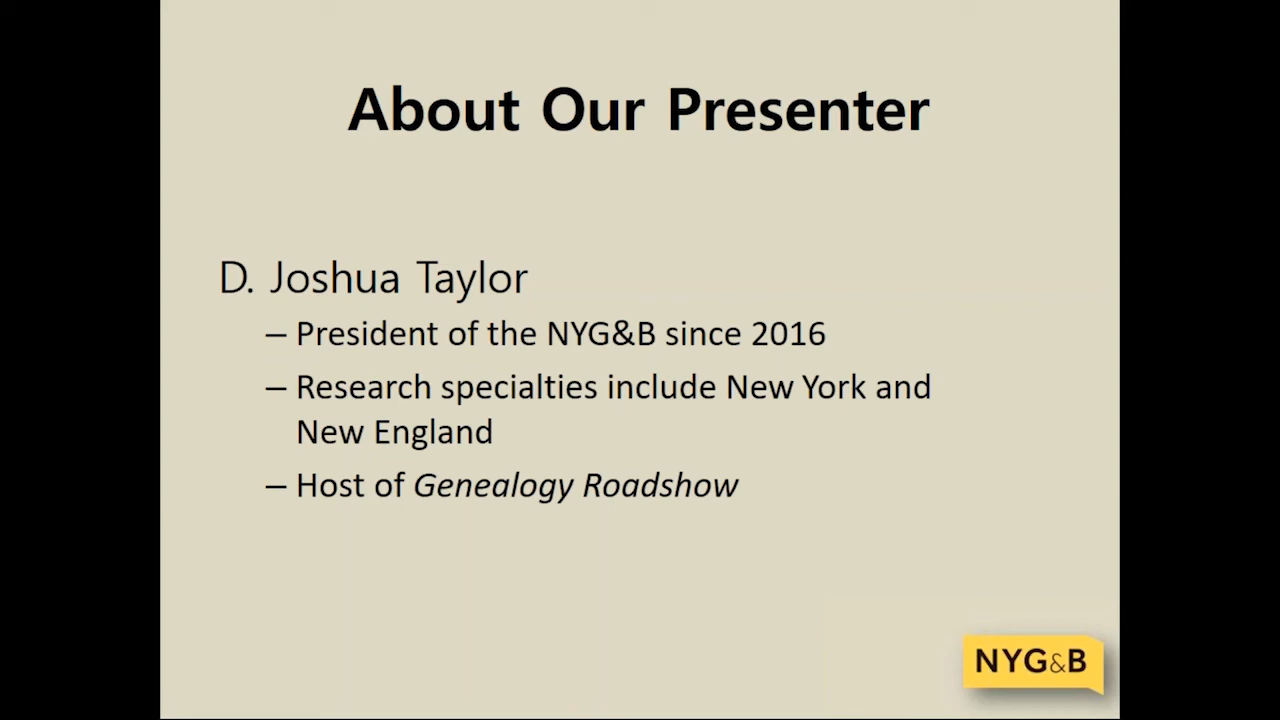 About Our Presenter
D. Joshua Taylor
– President of the NYG&B since 2016
– Research specialties include New York and
New England
– Host of Genealogy Roadshow
NYG&B